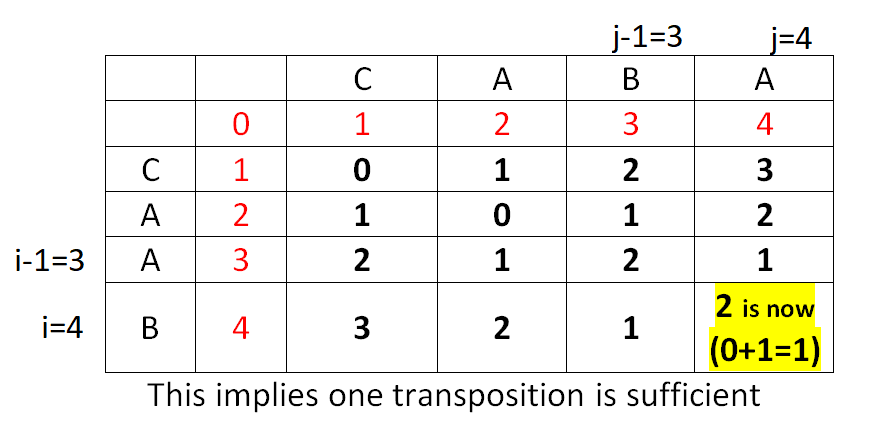 j-1=3 j=4
C A B A
0 1 2 3 4
C 1 0 1 2 3
A 2 1 0 1 2
i-1=3 A 3 2 1 2 1
i=4 B 4 3 2 1 2 is now
(0+1=1)
This implies one transposition is sufficient